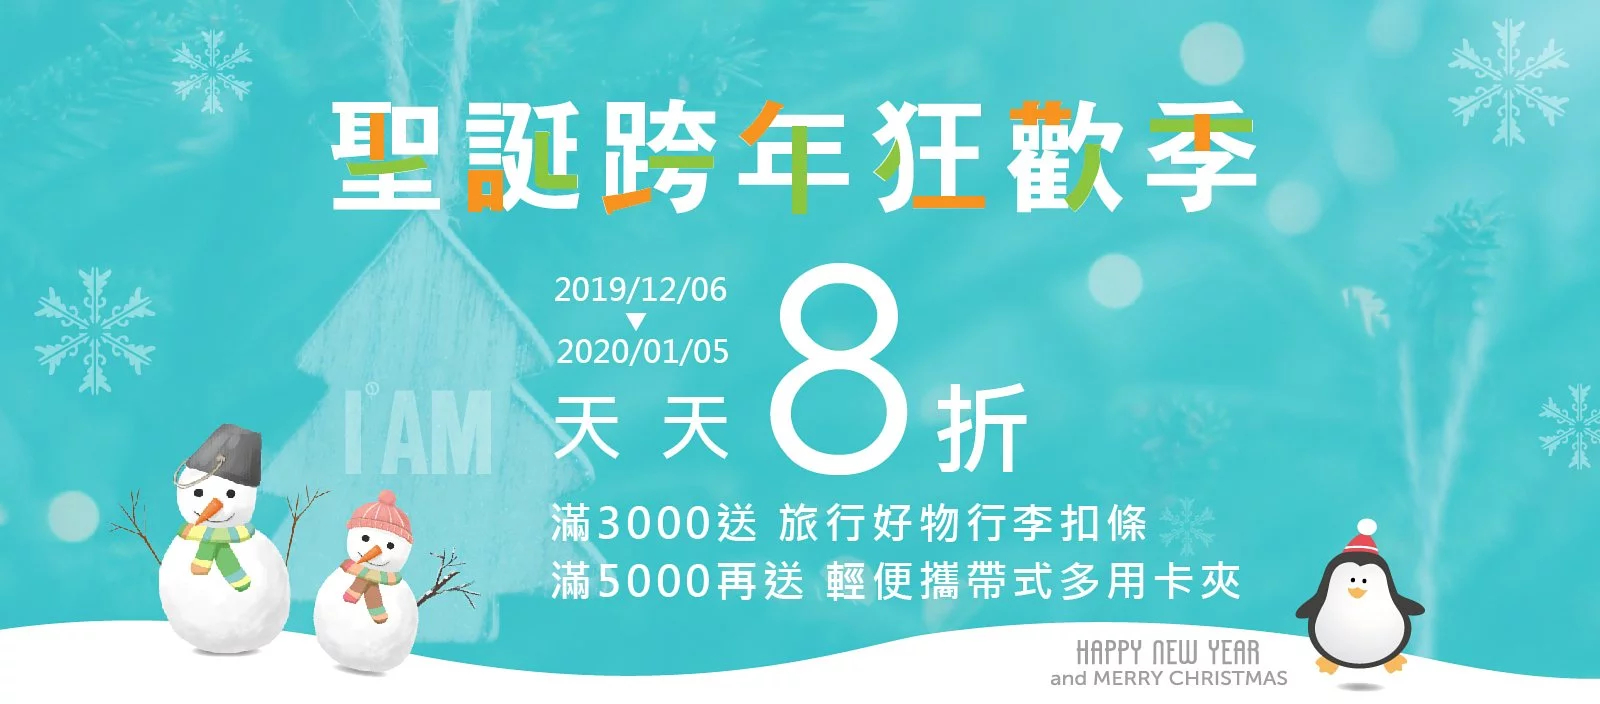 聖誕跨年狂歡季
2019/12/06
2020/01/05
天天8折
I AM
滿3000送 旅行好物行李扣條
滿5000再送 輕便攜帶式多用卡夾
HAPPY NEW YEAR
and MERRY CHRISTMAS